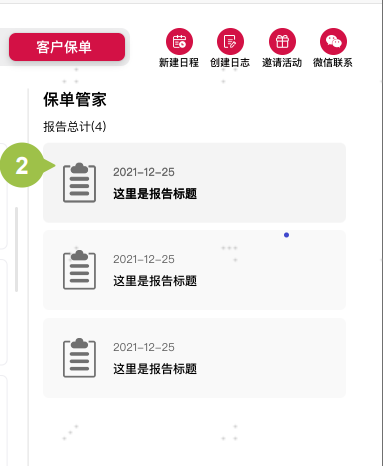 客户保单
新建日程 创建日志 邀请活动 微信联系
保单管家
报告总计(4)
2
2021-12-25
这里是报告标题
2021-12-25
这里是报告标题
2021-12-25
这里是报告标题